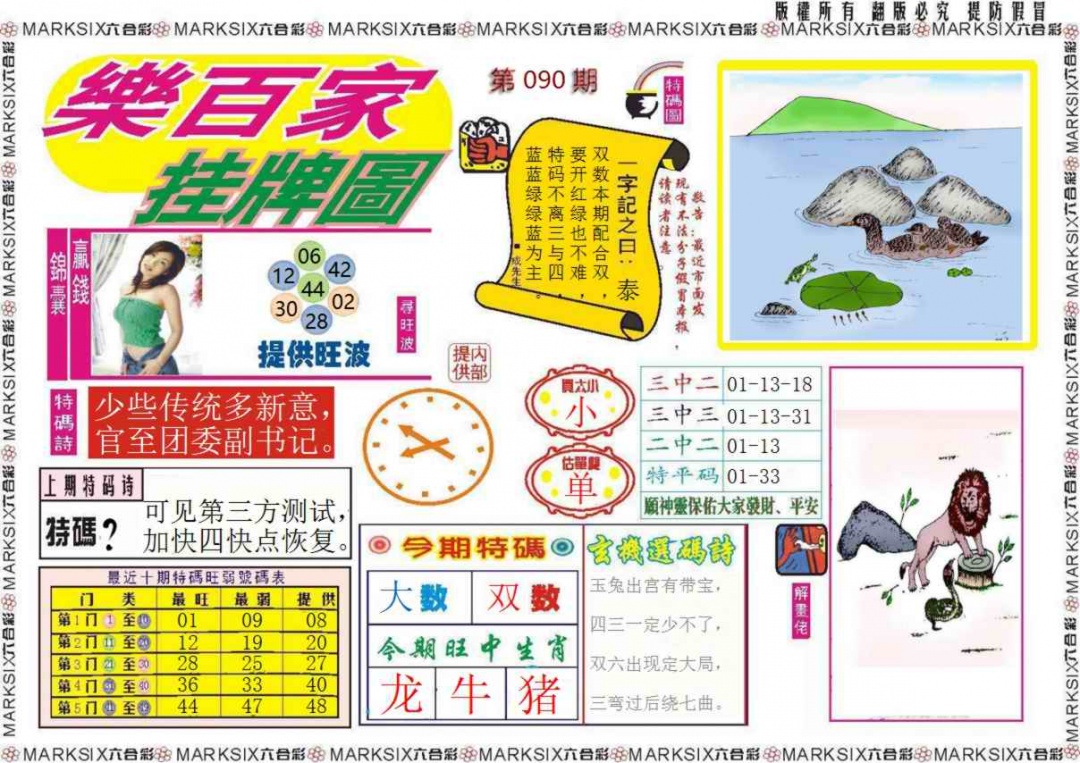 版權所有 翻版必究 提防假冒
MARKSIX六合彩 MARKSIX六合彩 MARKSIX六合彩 MARKSIX六合彩 MARKSIX六合彩 MARKSIX六合彩 MARKSIX六合彩
樂百家
挂牌圖
第 090 期
特碼圖
一字記之曰：泰
双数本期配合双，
要开红绿也不难，
特码不离三与四，
蓝蓝绿绿蓝为主。
敬告：最近市面发
现有不法分子假冒本报，
请读者注意。
贏錢
錦囊
06
12 42
44
30 02
28
提供旺波
尋旺波
内部
提供
特碼詩
少些传统多新意，
官至团委副书记。
上期特码诗
特碼？
可见第三方测试，
加快四快点恢复。
買大小
小
估單雙
单
三中二 01-13-18
三中三 01-13-31
二中二 01-13
特平码 01-33
願神靈保佑大家發財、平安
最近十期特碼旺弱號碼表
门 类 最 旺 最 弱 提 供
第1门 1 至 10 01 09 08
第2门 11 至 20 12 19 20
第3门 21 至 30 28 25 27
第4门 31 至 40 36 33 40
第5门 41 至 49 44 47 48
今期特碼
大数 双数
今期旺中生肖
龙 牛 猪
玄機選碼詩
玉兔出宫有带宝，
四三一定少不了，
双六出现定大局，
三弯过后绕七曲。
解畫佬
MARKSIX六合彩 MARKSIX六合彩 MARKSIX六合彩 MARKSIX六合彩 MARKSIX六合彩 MARKSIX六合彩 MARKSIX六合彩